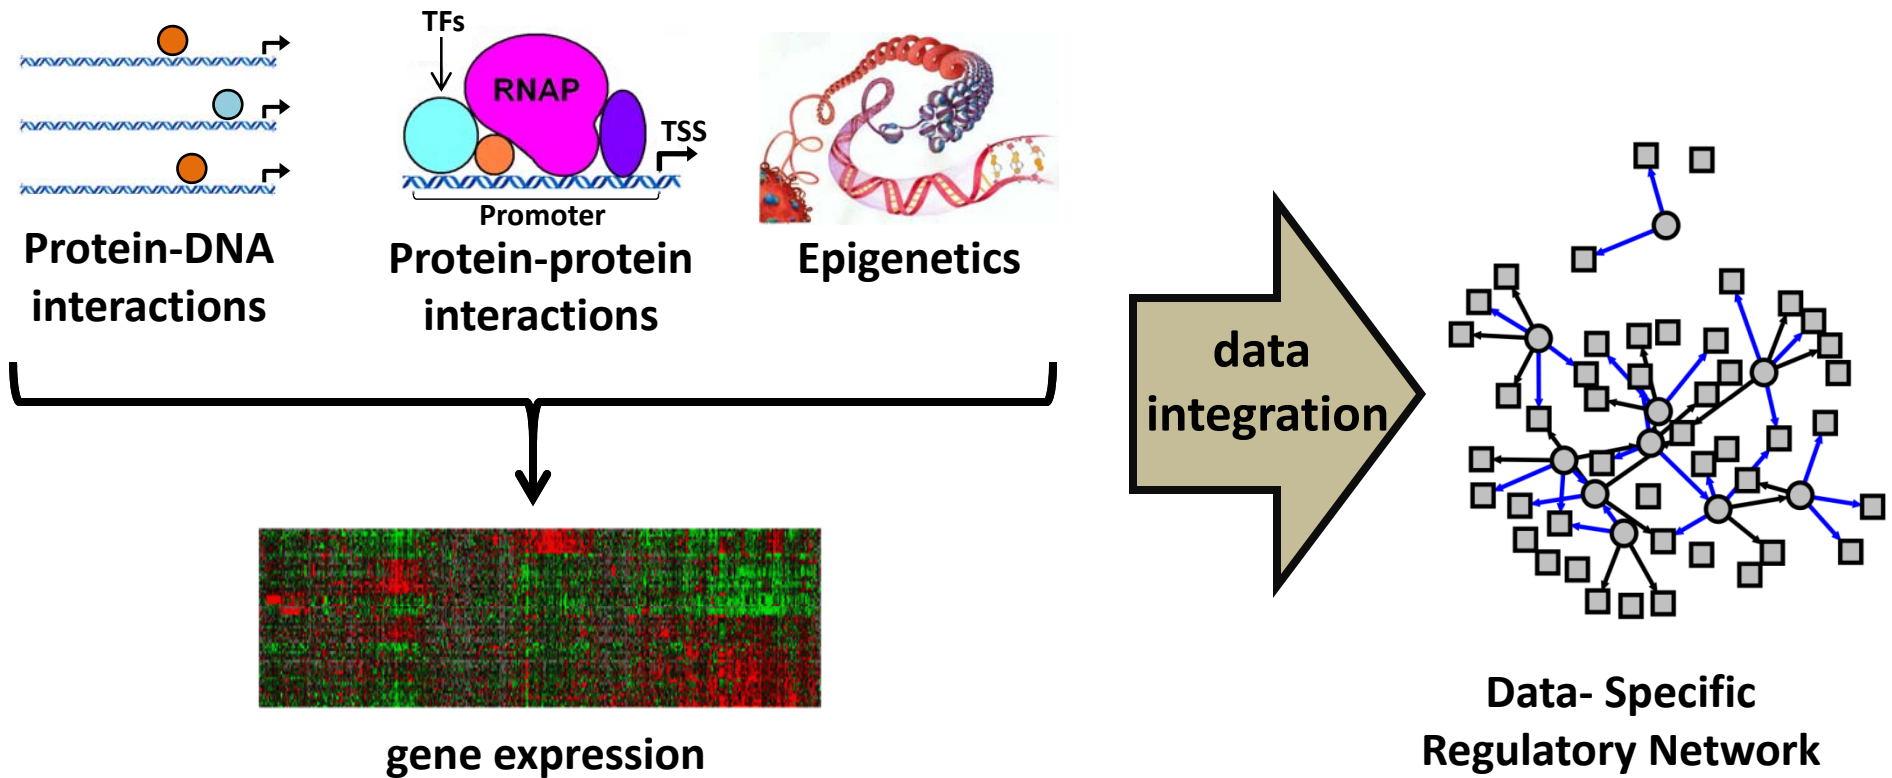 TFs
RNAP
TSS
Promoter
Protein-DNA
interactions
Protein-protein
interactions
Epigenetics
data
integration
gene expression
Data- Specific
Regulatory Network